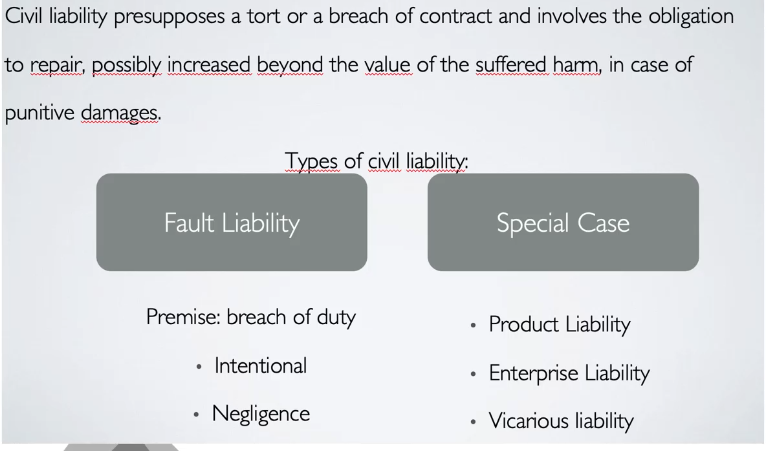 Civil liability presupposes a tort or a breach of contract and involves the obligation
to repair, possibly increased beyond the value of the suffered harm, in case of
punitive damages.
Types of civil liability:
Fault Liability
Premise: breach of duty
• Intentional
• Negligence
Special Case
• Product Liability
• Enterprise Liability
• Vicarious liability